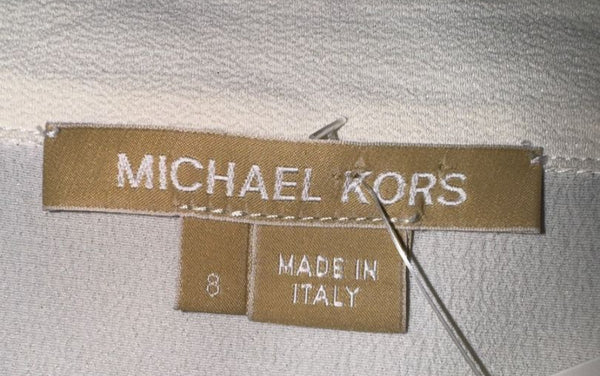 MICHAEL KORS
8
MADE IN
ITALY